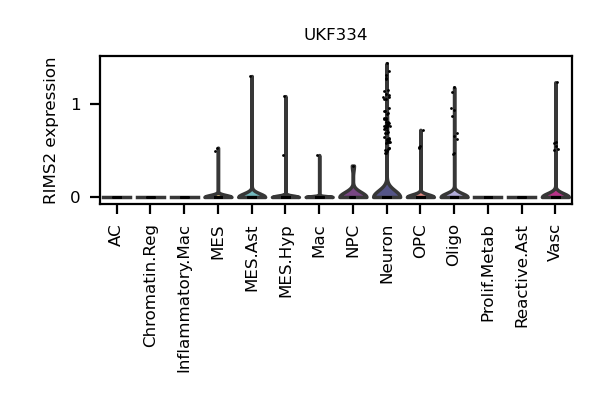 UKF334
RIMS2 expression
1
0
AC
Chromatin.Reg
Inflammatory.Mac
MES
MES.Ast
MES.Hyp
Mac
NPC
Neuron
OPC
Oligo
Prolif.Metab
Reactive.Ast
Vasc